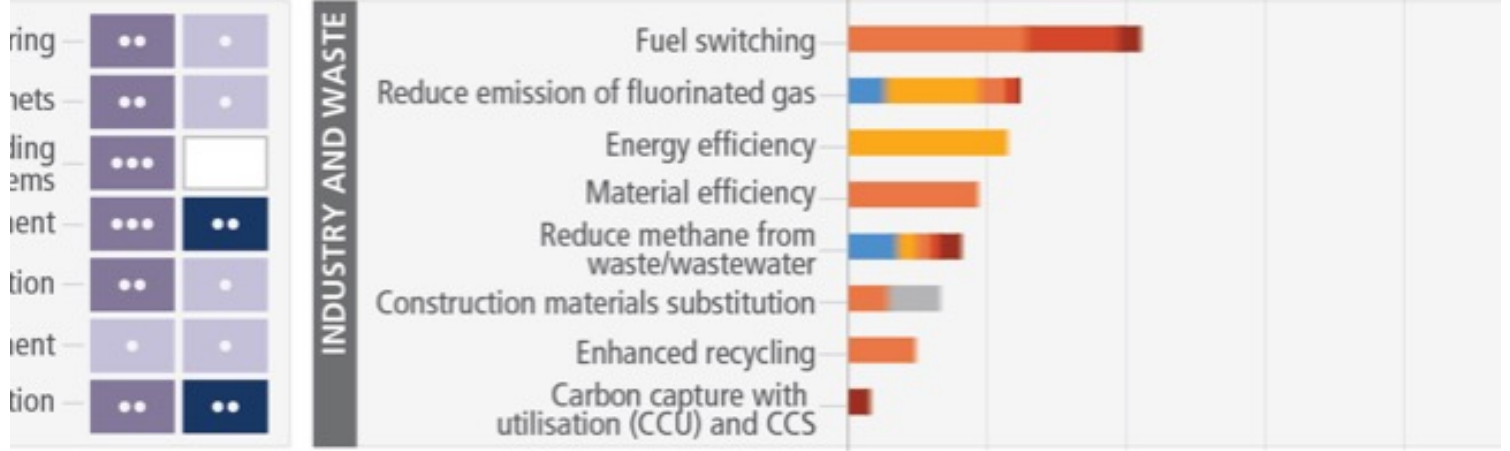 INDUSTRY AND WASTE
Fuel switching
Reduce emission of fluorinated gas
Energy efficiency
Material efficiency
Reduce methane from
waste/wastewater
Construction materials substitution
Enhanced recycling
Carbon capture with
utilisation (CCU) and CCS